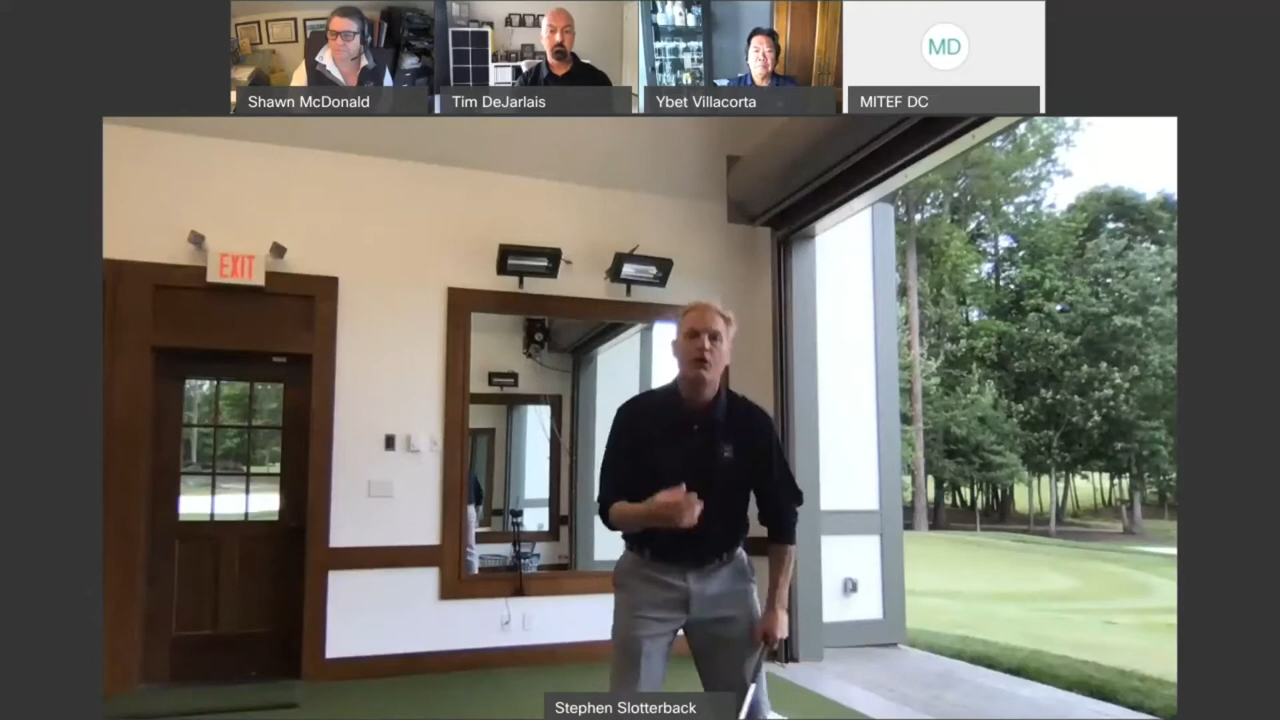 Shawn McDonald
Tim DeJarlais
Ybet Villacorta
MD
MITEF DC
EXIT
Stephen Slotterback